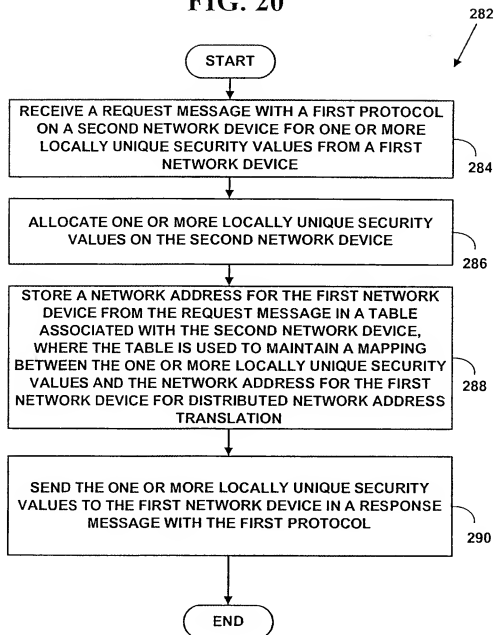 FIG. 20
282
START
RECEIVE A REQUEST MESSAGE WITH A FIRST PROTOCOL
ON A SECOND NETWORK DEVICE FOR ONE OR MORE
LOCALLY UNIQUE SECURITY VALUES FROM A FIRST
NETWORK DEVICE
284
ALLOCATE ONE OR MORE LOCALLY UNIQUE SECURITY
VALUES ON THE SECOND NETWORK DEVICE
286
STORE A NETWORK ADDRESS FOR THE FIRST NETWORK
DEVICE FROM THE REQUEST MESSAGE IN A TABLE
ASSOCIATED WITH THE SECOND NETWORK DEVICE,
WHERE THE TABLE IS USED TO MAINTAIN A MAPPING
BETWEEN THE ONE OR MORE LOCALLY UNIQUE SECURITY
VALUES AND THE NETWORK ADDRESS FOR THE FIRST
NETWORK DEVICE FOR DISTRIBUTED NETWORK ADDRESS
TRANSLATION
288
SEND THE ONE OR MORE LOCALLY UNIQUE SECURITY
VALUES TO THE FIRST NETWORK DEVICE IN A RESPONSE
MESSAGE WITH THE FIRST PROTOCOL
290
END